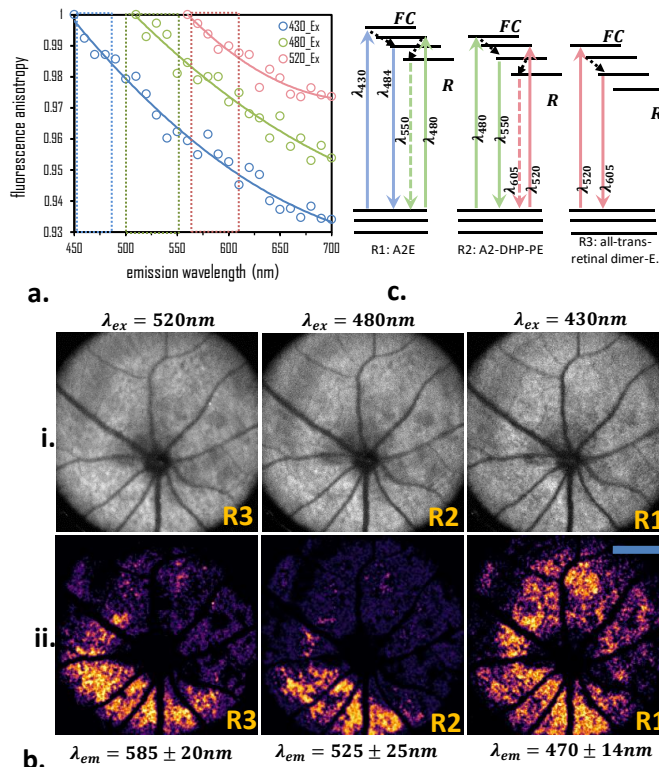 1
0.99
0.98
0.97
0.96
0.95
0.94
0.93
fluorescence anisotropy
430_Ex
480_Ex
520_Ex
450 500 550 600 650 700
emission wavelength (nm)
a.
FC
R
λ430
λ484
λ550
λ480
R1: A2E
FC
R
λ480
λ550
λ605
λ520
R2: A2-DHP-PE
FC
R
λ520
λ605
R3: all-trans-
retinal dimer-E.
c.
λex = 520nm
λex = 480nm
λex = 430nm
i.
R3
R2
R1
ii.
R3
R2
R1
b.
λem = 585 ± 20nm
λem = 525 ± 25nm
λem = 470 ± 14nm